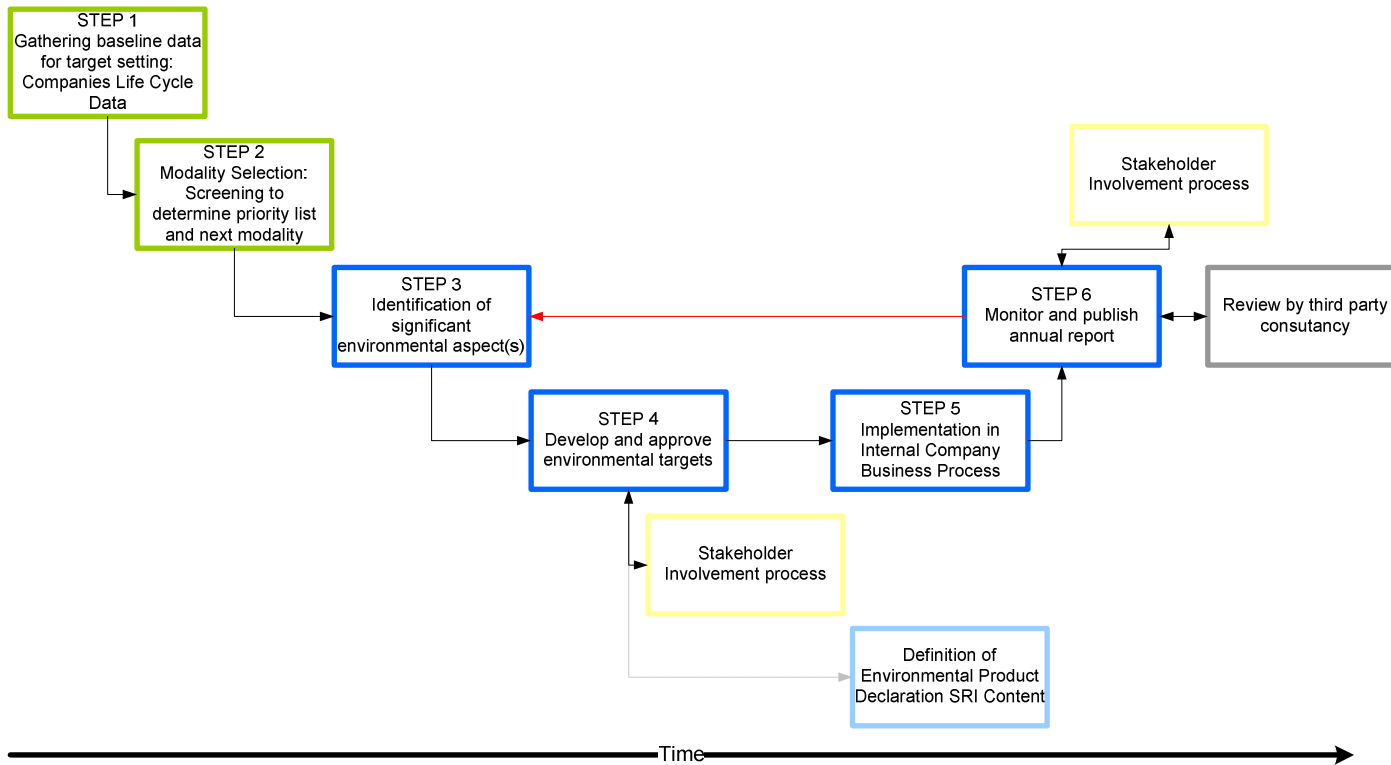 STEP 1
Gathering baseline data
for target setting:
Companies Life Cycle
Data
STEP 2
Modality Selection:
Screening to
determine priority list
and next modality
Stakeholder
Involvement process
STEP 3
Identification of
significant
environmental aspect(s)
STEP 6
Monitor and publish
annual report
Review by third party
consutancy
STEP 4
Develop and approve
environmental targets
STEP 5
Implementation in
Internal Company
Business Process
Stakeholder
Involvement process
Definition of
Environmental Product
Declaration SRI Content
Time